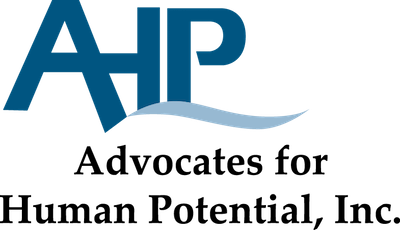 AHP
Advocates for
Human Potential, Inc.